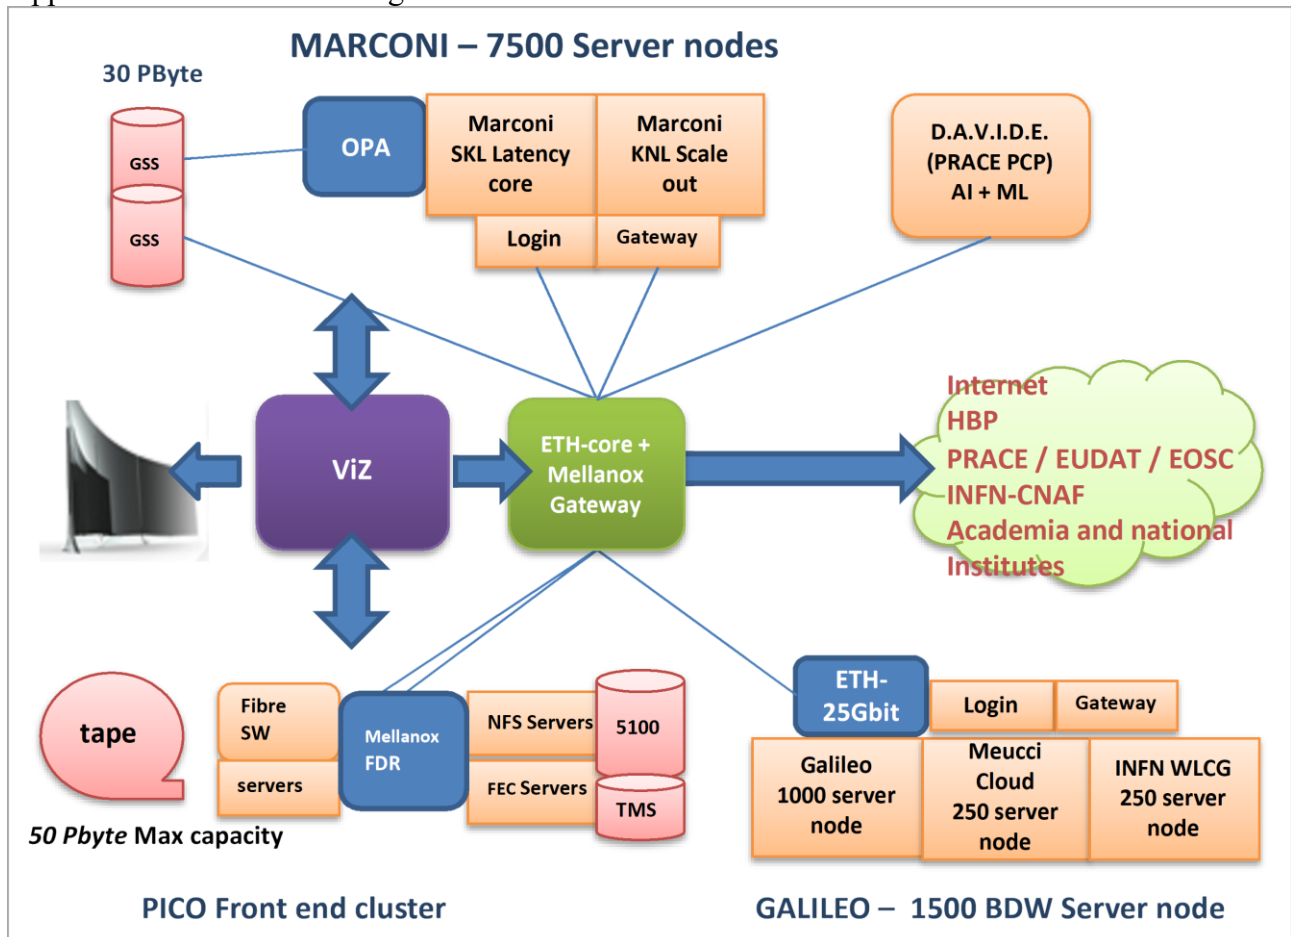 MARCONI – 7500 Server nodes
30 PByte
GSS
GSS
OPA
Marconi
SKL Latency
core
Marconi
KNL Scale
out
Login
Gateway
D.A.V.I.D.E.
(PRACE PCP)
AI + ML
ViZ
ETH-core +
Mellanox
Gateway
Internet
HBP
PRACE / EUDAT / EOSC
INFN-CNAF
Academia and national
Institutes
tape
50 Pbyte Max capacity
Fibre
SW
servers
Mellanox
FDR
NFS Servers
FEC Servers
5100
TMS
PICO Front end cluster
ETH-
25Gbit
Login
Gateway
Galileo
1000 server
node
Meucci
Cloud
250 server
node
INFN WLCG
250 server
node
GALILEO – 1500 BDW Server node